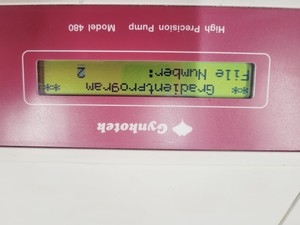 Gynkotek
** Gradientprogram **
File Number: 2
High Precision Pump Model 480